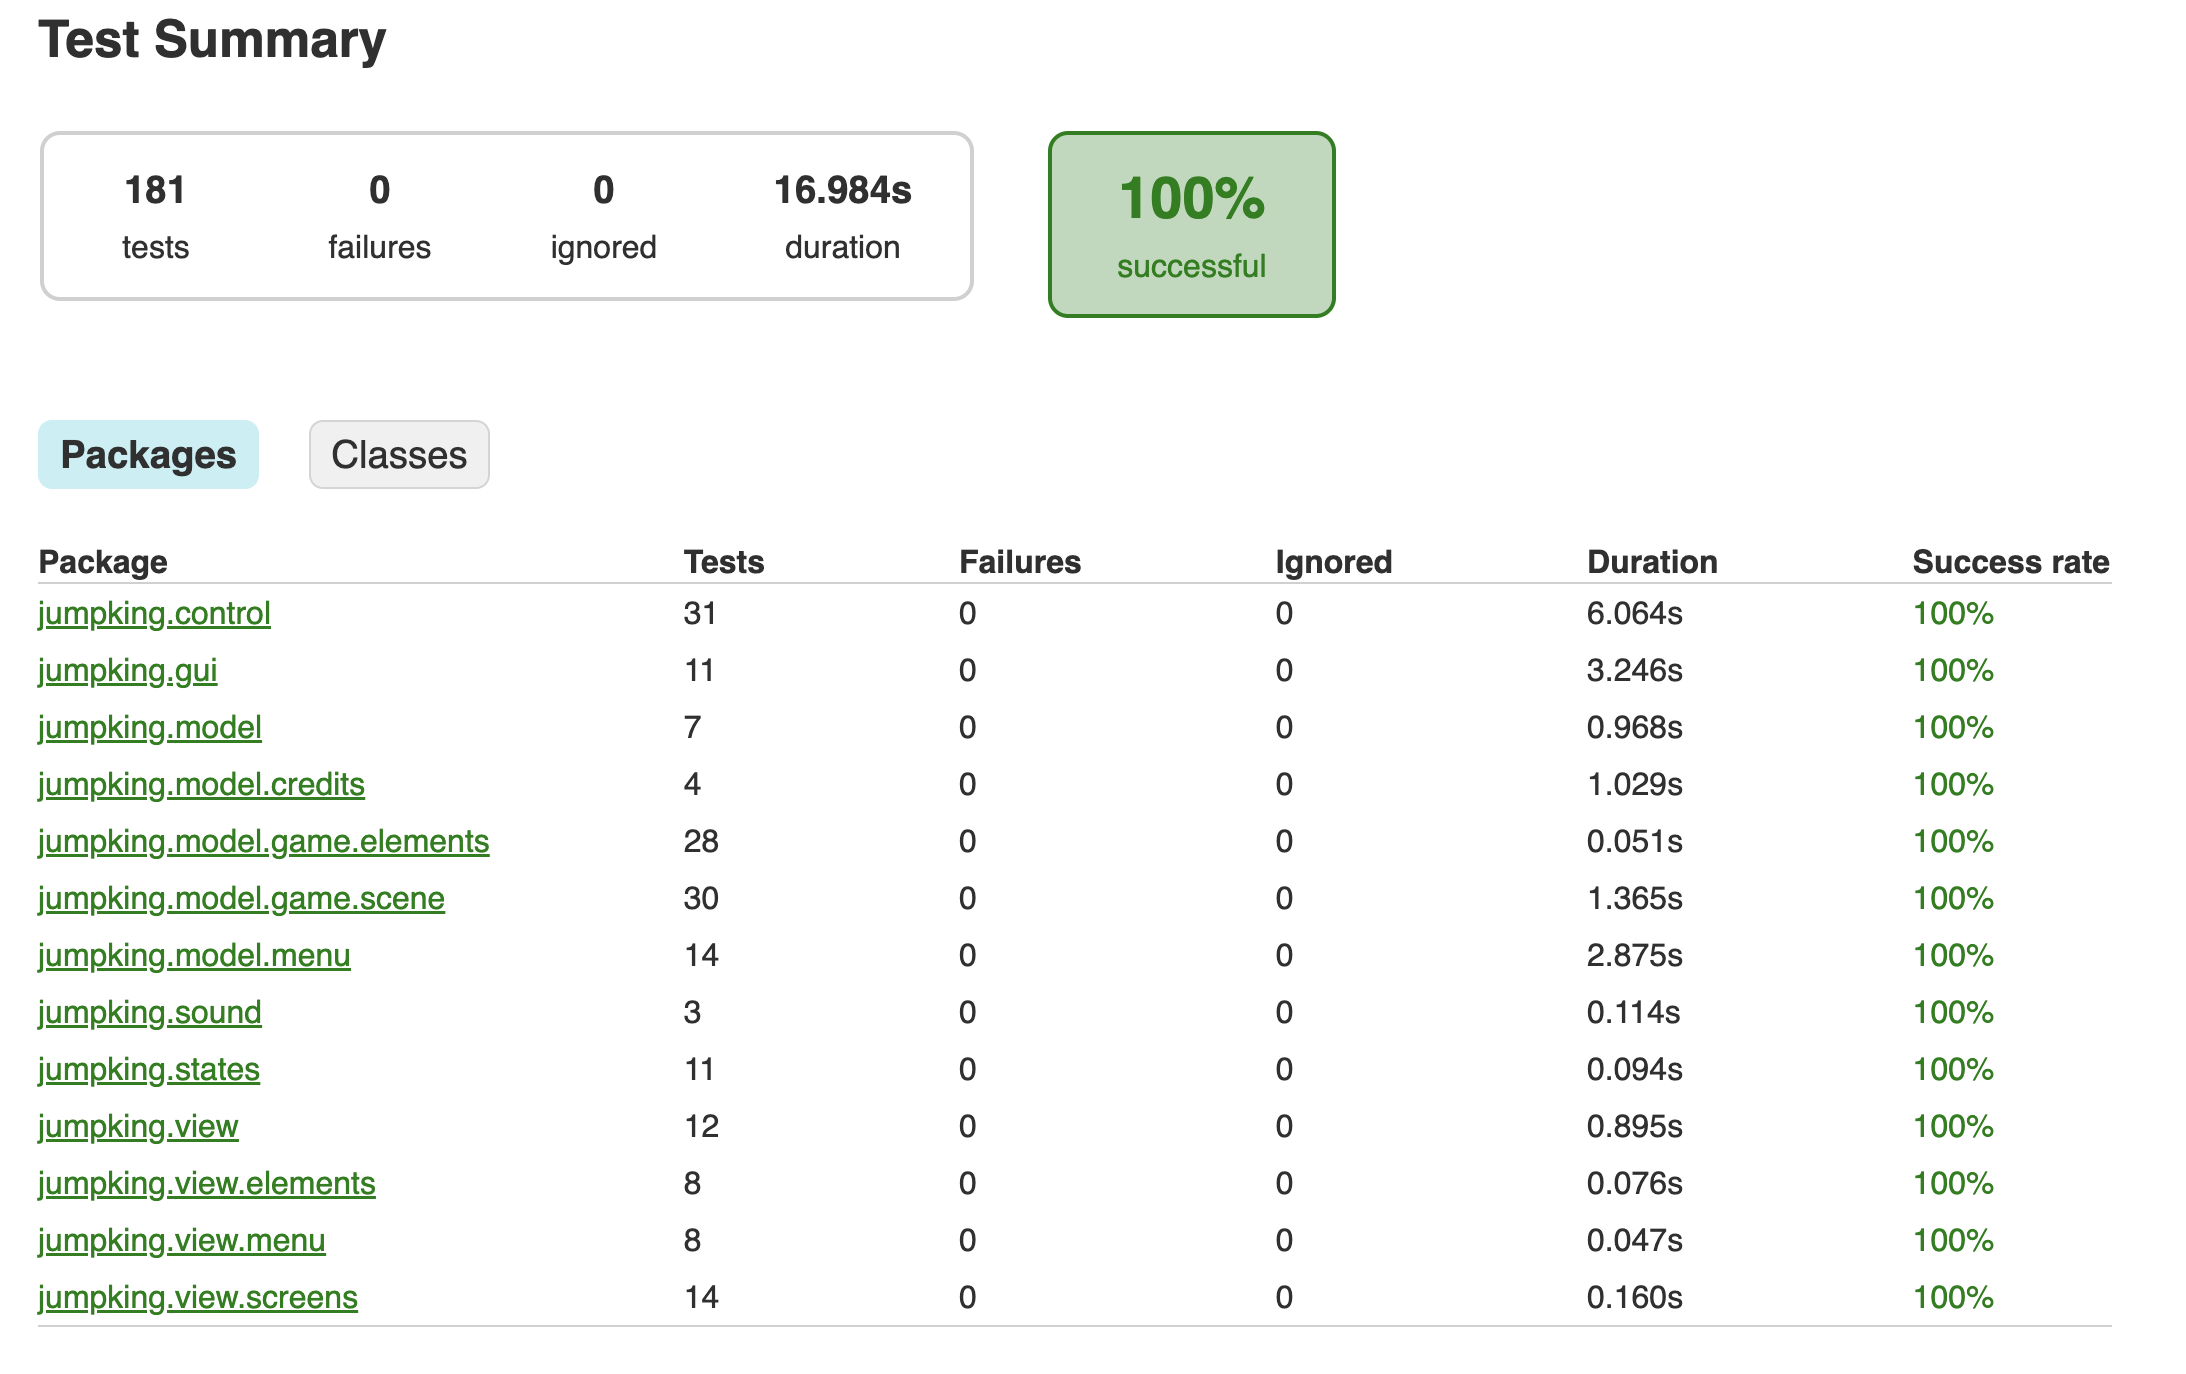 Test Summary
181 0 0 16.984s
tests failures ignored duration
100%
successful
Packages Classes
Package Tests Failures Ignored Duration Success rate
jumpking.control 31 0 0 6.064s 100%
jumpking.gui 11 0 0 3.246s 100%
jumpking.model 7 0 0 0.968s 100%
jumpking.model.credits 4 0 0 1.029s 100%
jumpking.model.game.elements 28 0 0 0.051s 100%
jumpking.model.game.scene 30 0 0 1.365s 100%
jumpking.model.menu 14 0 0 2.875s 100%
jumpking.sound 3 0 0 0.114s 100%
jumpking.states 11 0 0 0.094s 100%
jumpking.view 12 0 0 0.895s 100%
jumpking.view.elements 8 0 0 0.076s 100%
jumpking.view.menu 8 0 0 0.047s 100%
jumpking.view.screens 14 0 0 0.160s 100%